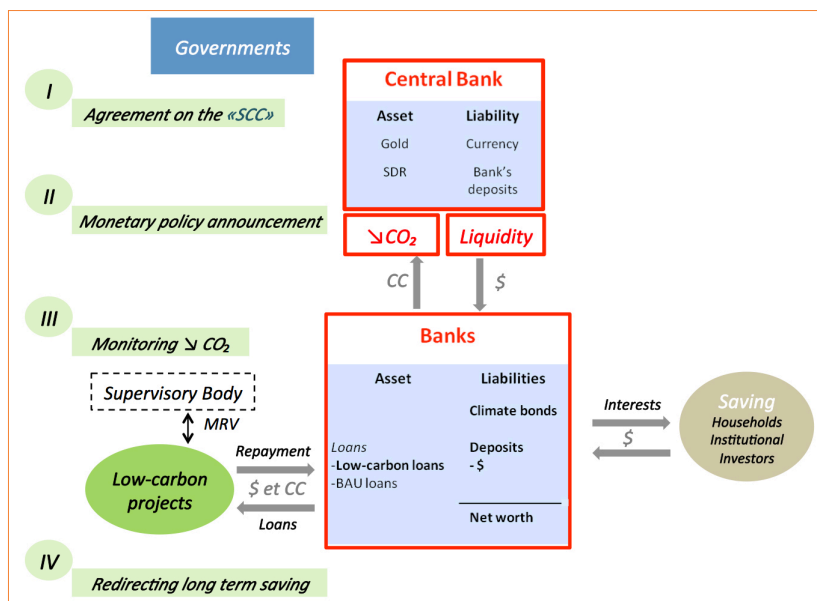 Governments
I
Agreement on the «SCC»
Central Bank
Asset Liability
Gold Currency
SDR Bank's
deposits
II
Monetary policy announcement
↘ CO₂ Liquidity
CC $
III
Monitoring ↘ CO₂
Banks
Asset Liabilities
Climate bonds
Loans Deposits
-Low-carbon loans - $
-BAU loans
Net worth
Supervisory Body
MRV
Low-carbon
projects
Repayment
$ et CC
Loans
Interests
$
Saving
Households
Institutional
Investors
IV
Redirecting long term saving